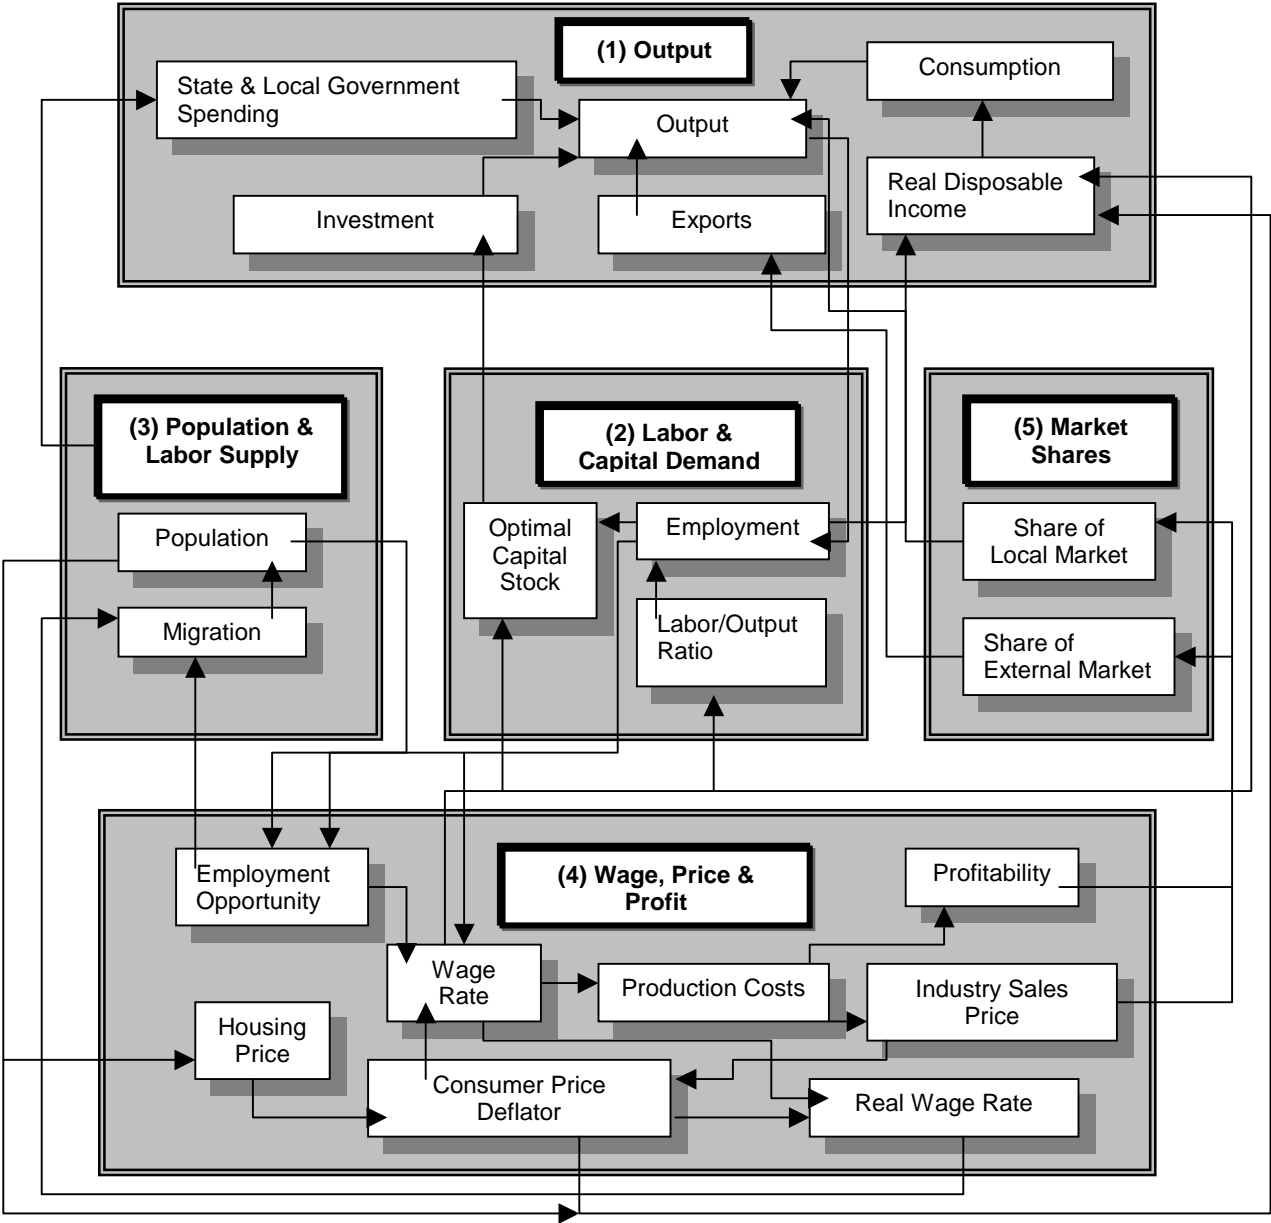 (1) Output
State & Local Government
Spending
Output
Consumption
Real Disposable
Income
Investment
Exports
(3) Population &
Labor Supply
Population
Migration
(2) Labor &
Capital Demand
Optimal
Capital
Stock
Employment
Labor/Output
Ratio
(5) Market
Shares
Share of
Local Market
Share of
External Market
(4) Wage, Price &
Profit
Employment
Opportunity
Profitability
Wage
Rate
Production Costs
Industry Sales
Price
Housing
Price
Consumer Price
Deflator
Real Wage Rate